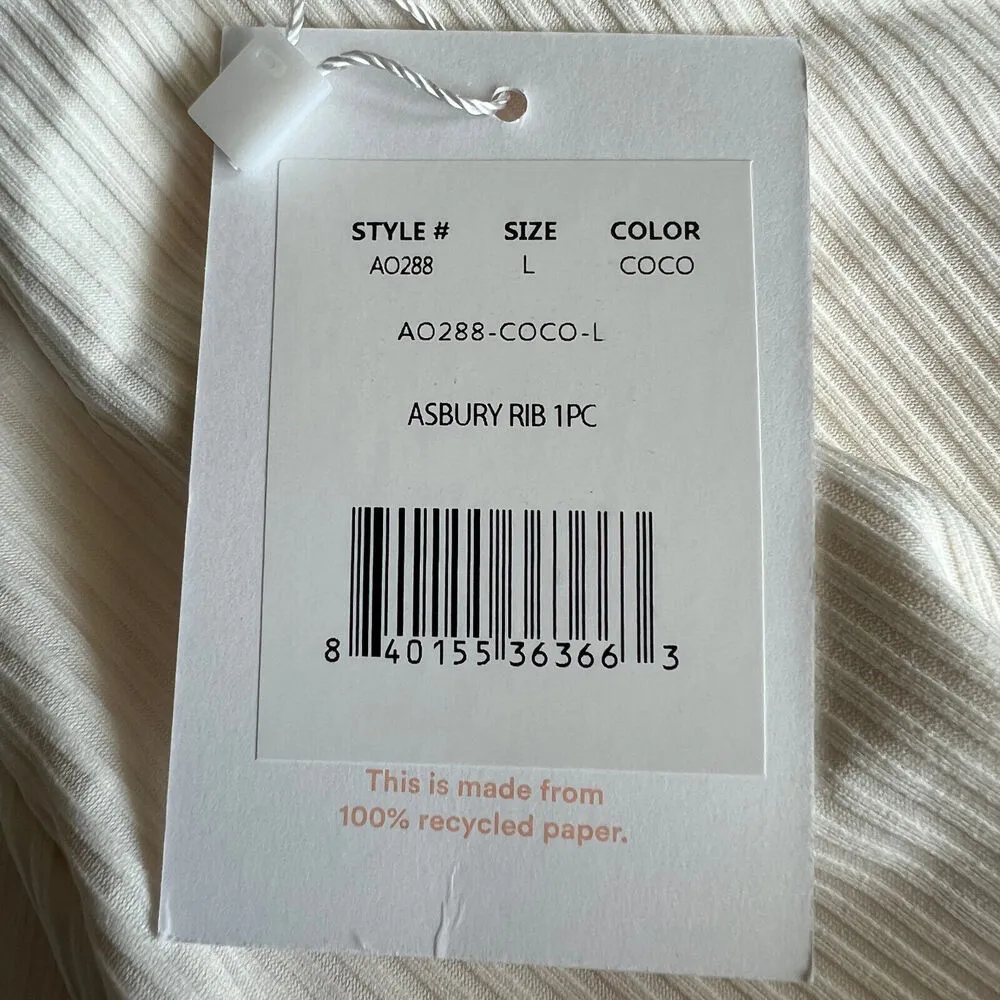 STYLE # SIZE COLOR
AO288 L COCO
AO288-COCO-L
ASBURY RIB 1PC
8 40155 36366 3
This is made from
100% recycled paper.